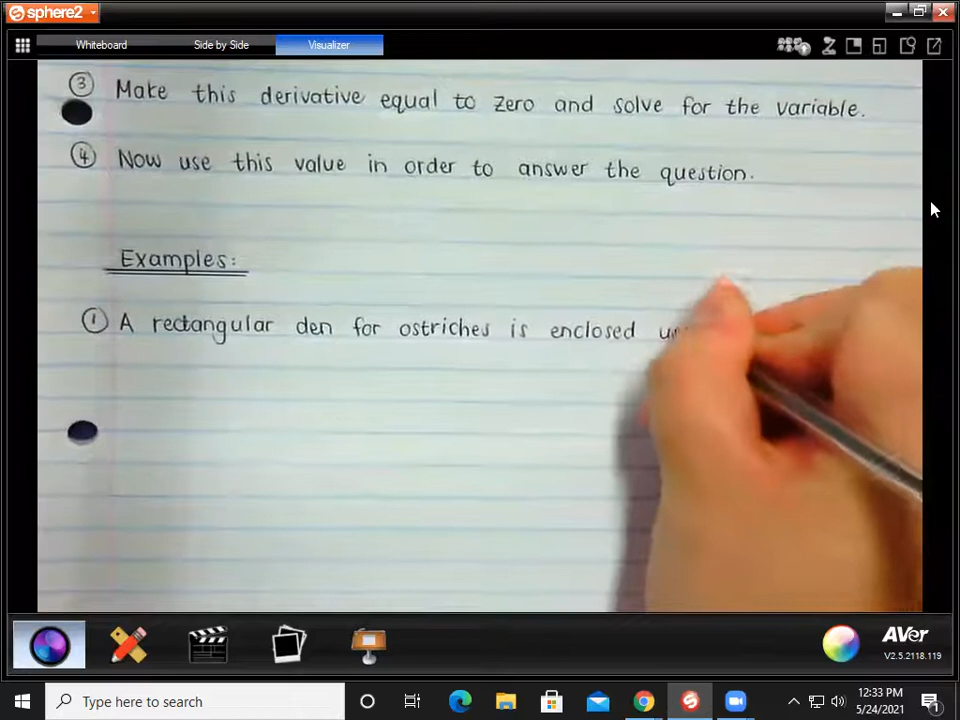 sphere2
Whiteboard Side by Side Visualizer
③ Make this derivative equal to zero and solve for the variable.
④ Now use this value in order to answer the question.
Examples:
① A rectangular den for ostriches is enclosed
AVer
V2.5.2118.119
Type here to search
12:33 PM
5/24/2021